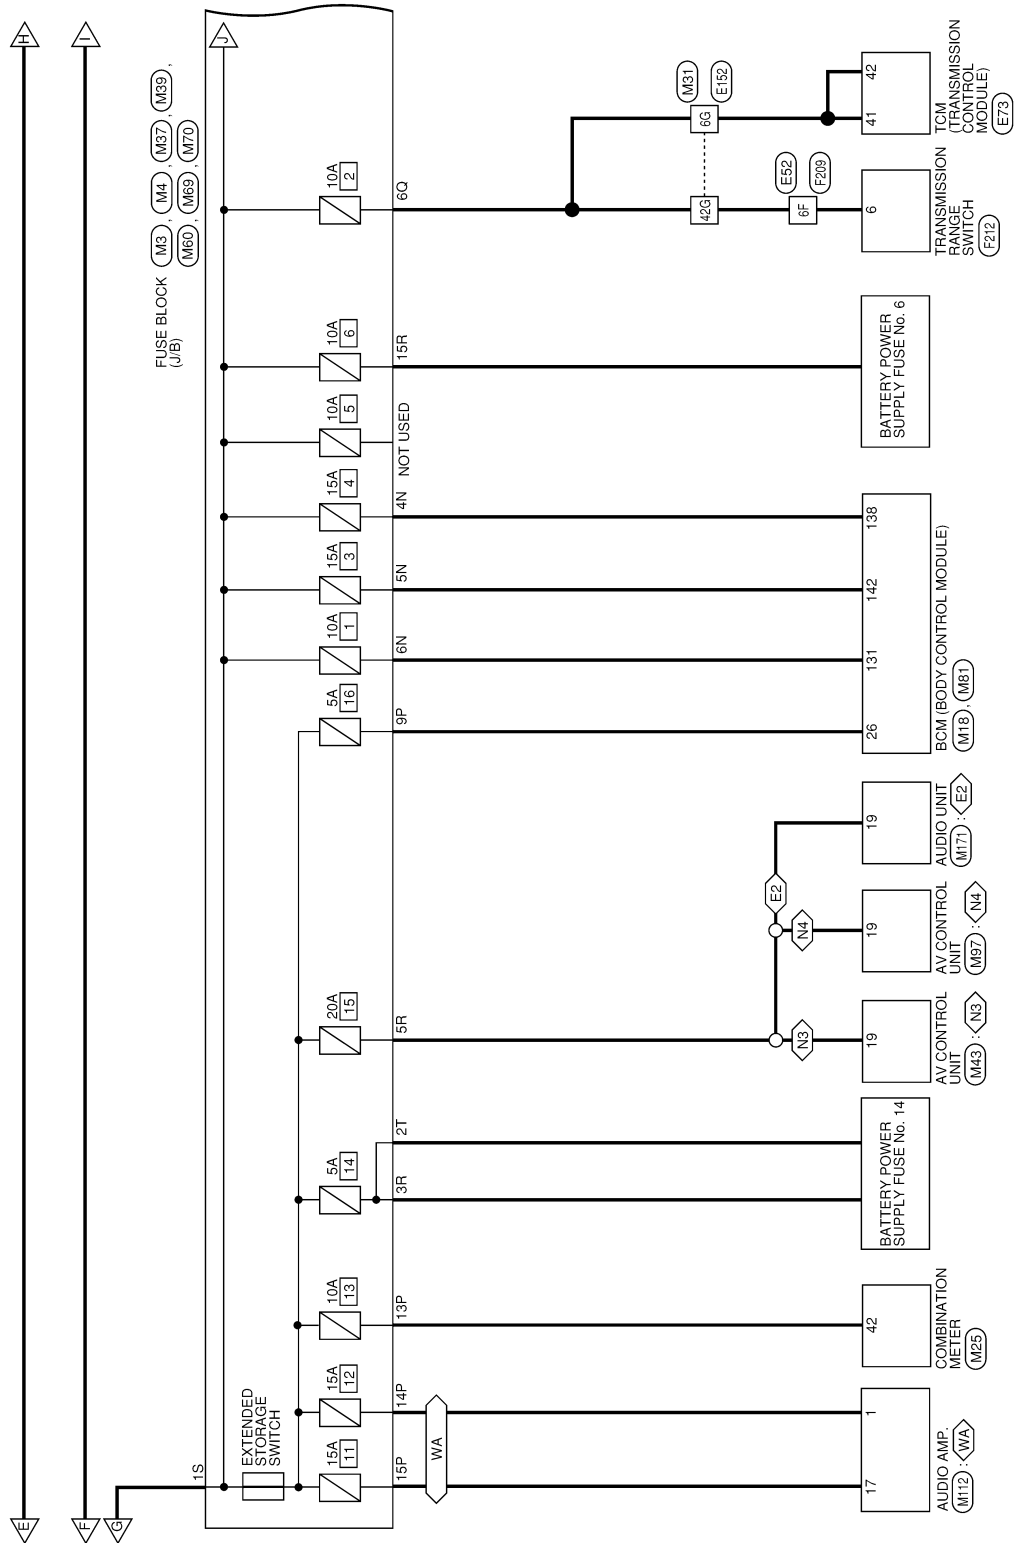 E
F
G
H
I
J
1S
FUSE BLOCK
(J/B)
M3 , M4 , M37 , M39 ,
M60 , M69 , M70
EXTENDED
STORAGE
SWITCH
15A
11
15P
15A
12
14P
WA
10A
13
13P
5A
14
3R
2T
20A
15
5R
5A
16
9P
10A
1
6N
15A
3
5N
15A
4
4N
10A
5
NOT USED
10A
6
15R
10A
2
6Q
N3
N4
E2
42G
6G
M31
E152
6F
E52
F209
17
1
AUDIO AMP.
M112 : WA
42
COMBINATION
METER
M25
BATTERY POWER
SUPPLY FUSE No. 14
19
AV CONTROL
UNIT
M43 : N3
19
AV CONTROL
UNIT
M97 : N4
19
AUDIO UNIT
M171 : E2
26
131
142
138
BCM (BODY CONTROL MODULE)
M18 , M81
BATTERY POWER
SUPPLY FUSE No. 6
6
TRANSMISSION
RANGE
SWITCH
F212
41
42
TCM
(TRANSMISSION
CONTROL
MODULE)
E73